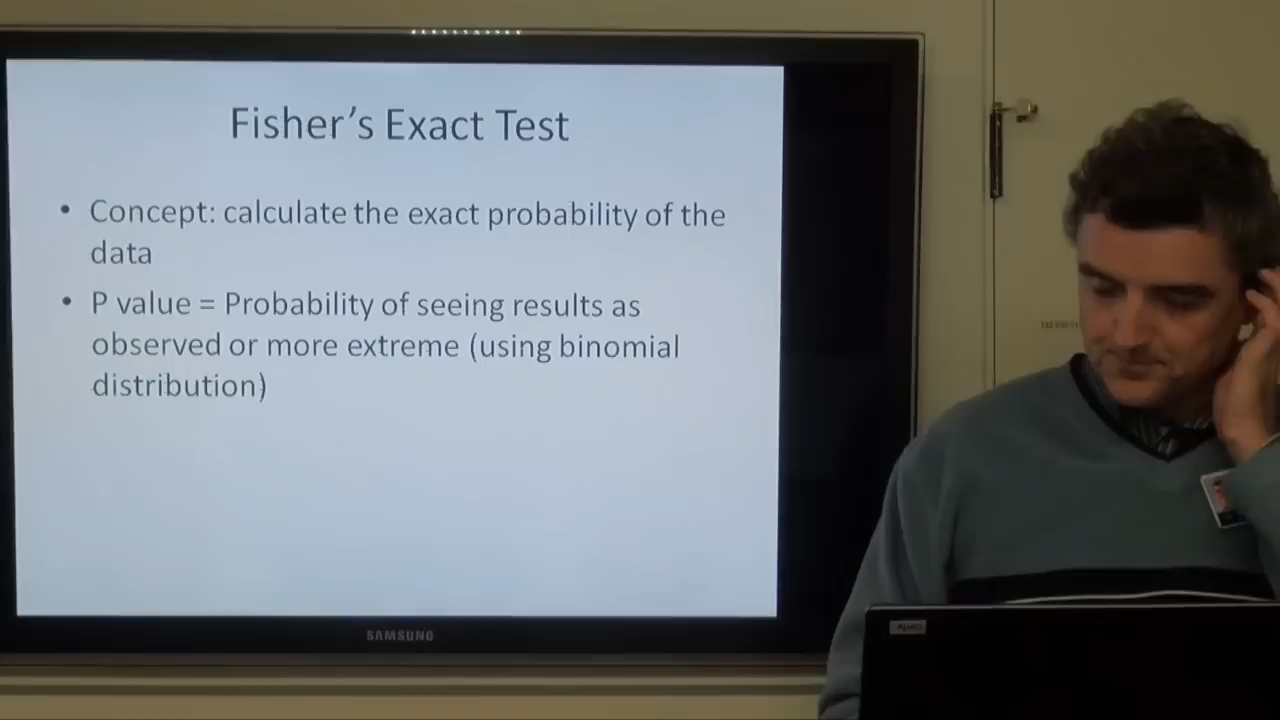 Fisher's Exact Test
• Concept: calculate the exact probability of the
data
• P value = Probability of seeing results as
observed or more extreme (using binomial
distribution)
SAMSUNG